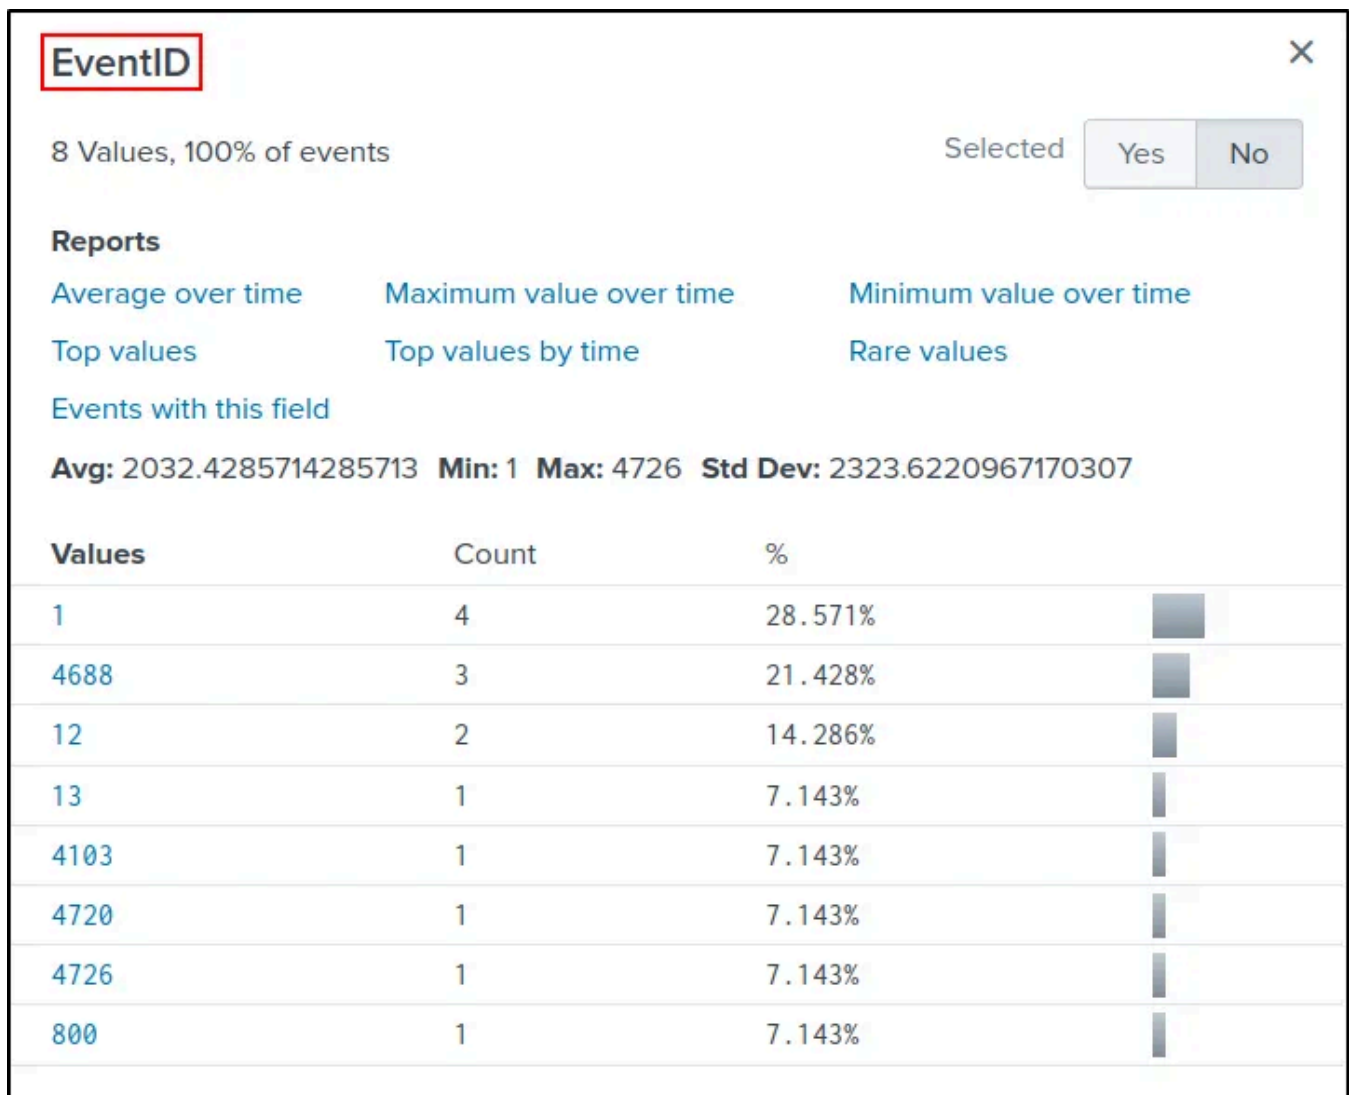 EventID
×
8 Values, 100% of events
Selected Yes No
Reports
Average over time Maximum value over time Minimum value over time
Top values Top values by time Rare values
Events with this field
Avg: 2032.4285714285713 Min: 1 Max: 4726 Std Dev: 2323.6220967170307
Values Count %
1 4 28.571%
4688 3 21.428%
12 2 14.286%
13 1 7.143%
4103 1 7.143%
4720 1 7.143%
4726 1 7.143%
800 1 7.143%